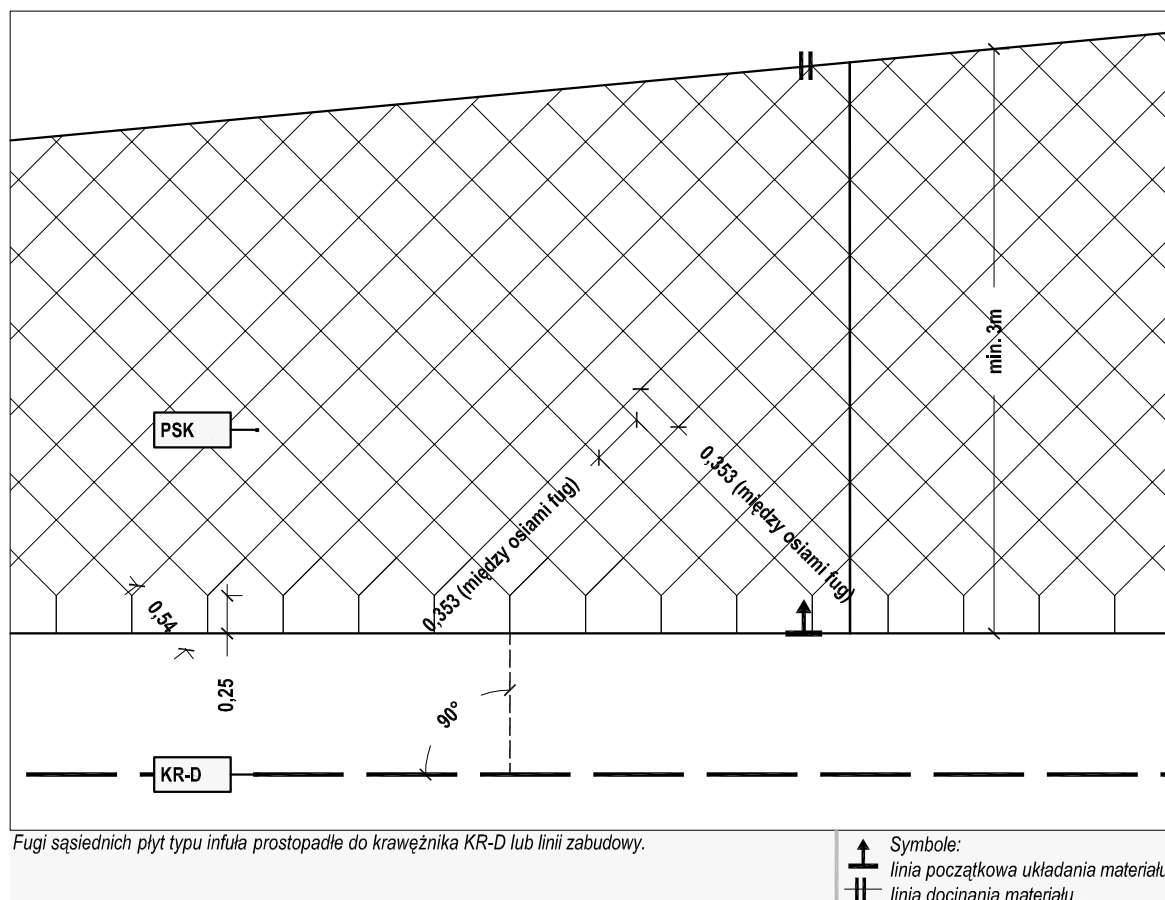 min. 3m
PSK
0,353 (między osiami fug)
0,353 (między osiami fug)
0,54
0,25
90°
KR-D
Fugi sąsiednich płyt typu infuła prostopadłe do krawężnika KR-D lub linii zabudowy.
Symbole:
linia początkowa układania materiału
linia docinania materiału